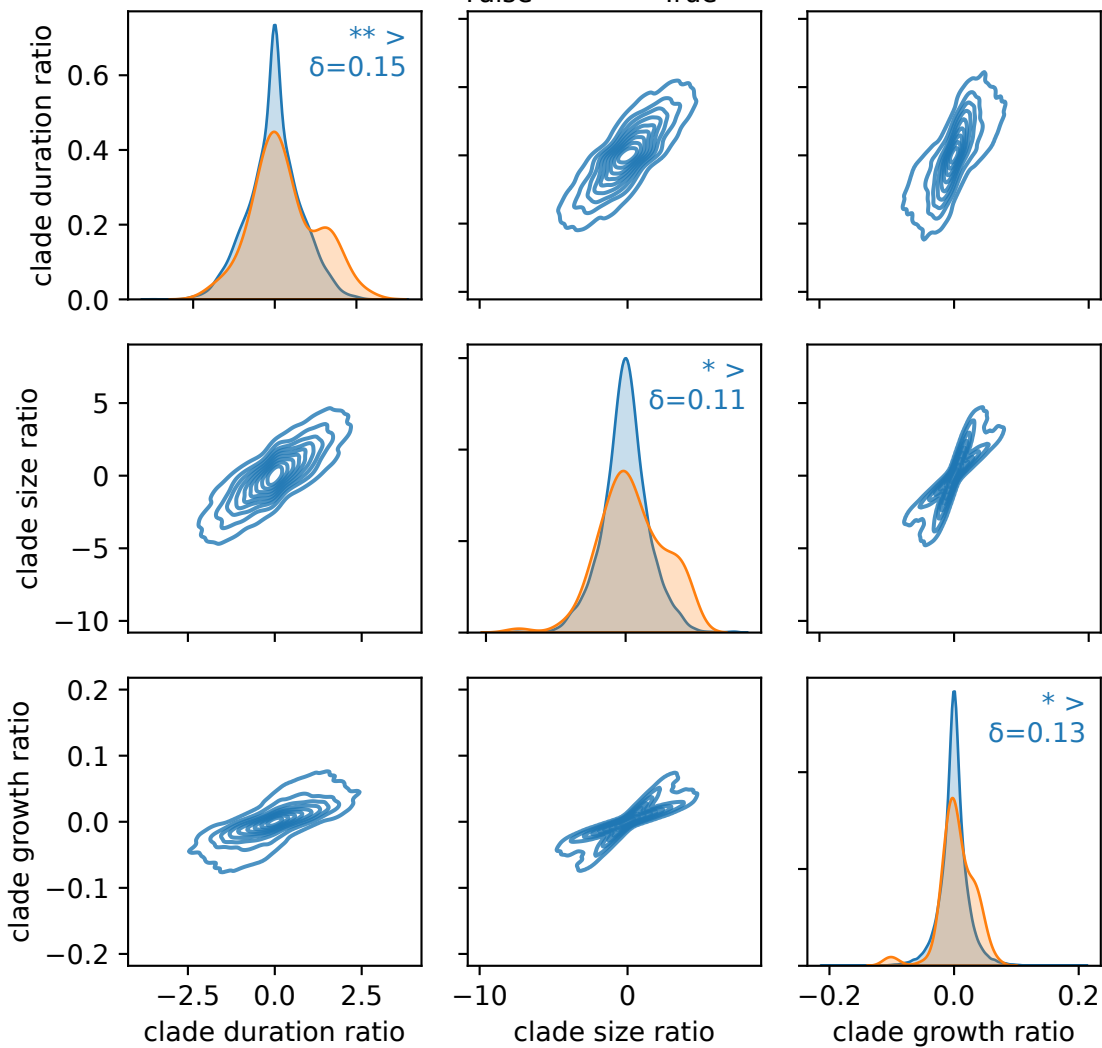 False True
clade duration ratio
0.6
0.4
0.2
0.0
** >
δ=0.15
clade size ratio
5
0
−5
−10
* >
δ=0.11
clade growth ratio
0.2
0.1
0.0
−0.1
−0.2
* >
δ=0.13
−2.5 0.0 2.5
−10 0
−0.2 0.0 0.2
clade duration ratio
clade size ratio
clade growth ratio